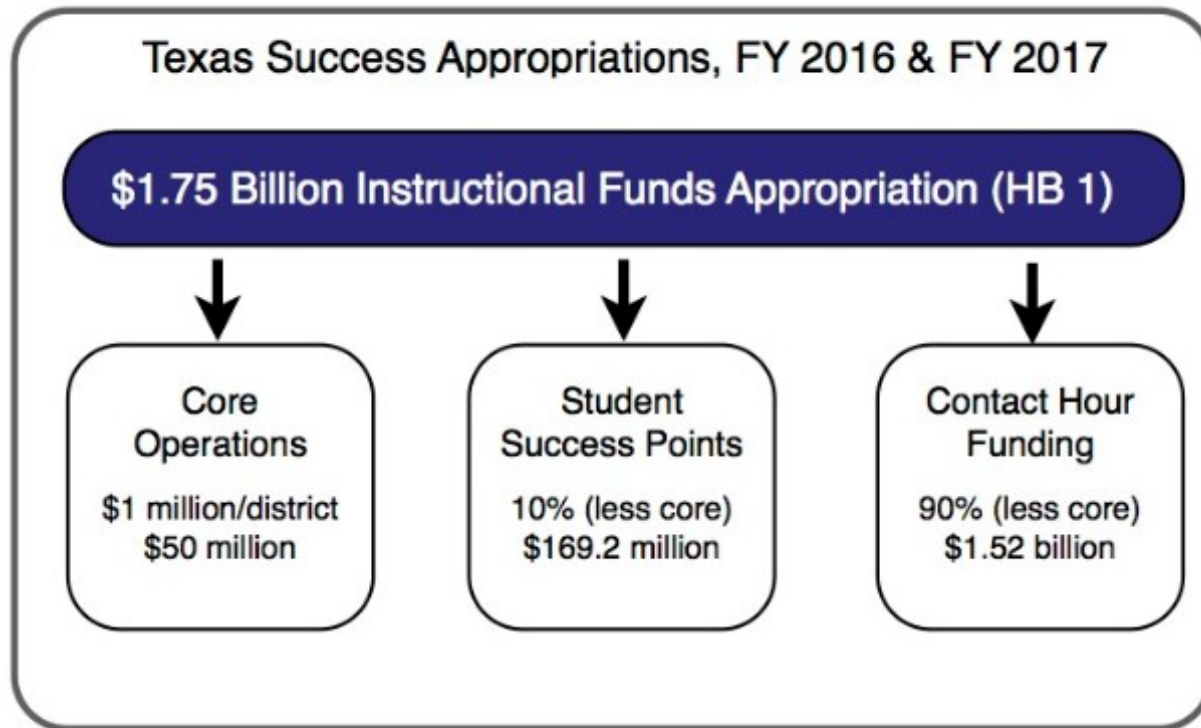 Texas Success Appropriations, FY 2016 & FY 2017
$1.75 Billion Instructional Funds Appropriation (HB 1)
Core
Operations
$1 million/district
$50 million
Student
Success Points
10% (less core)
$169.2 million
Contact Hour
Funding
90% (less core)
$1.52 billion